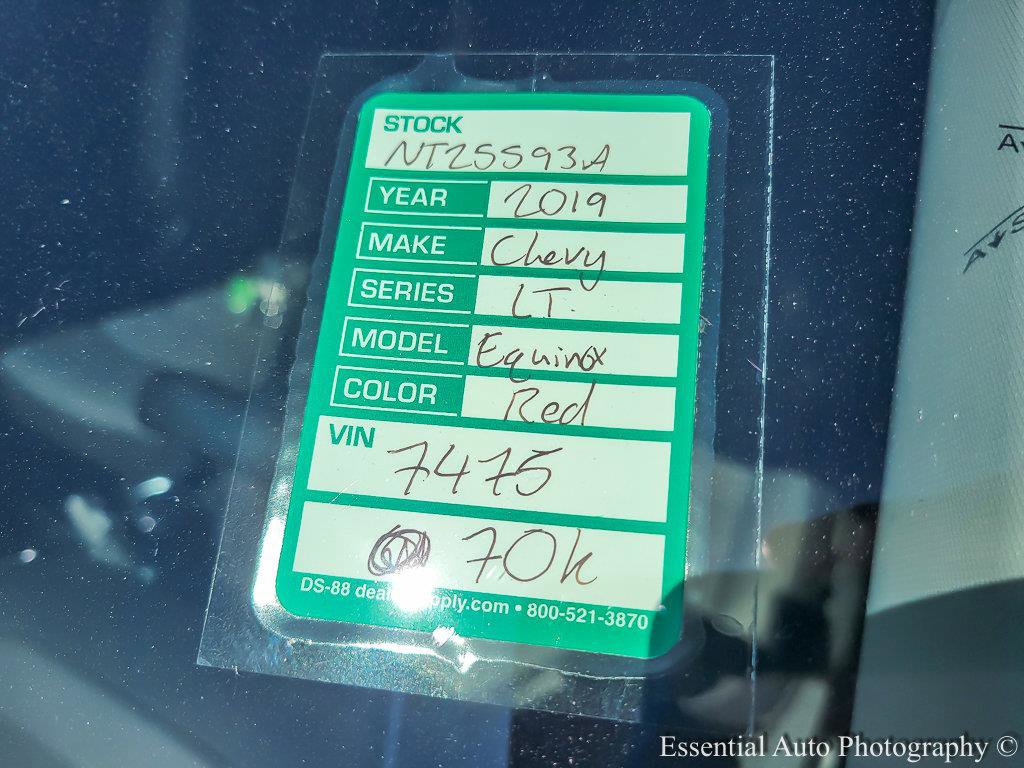 STOCK
NT25593A
YEAR 2019
MAKE Chevy
SERIES LT
MODEL Equinox
COLOR Red
VIN
7475
70k
DS-88 • 800-521-3870
Essential Auto Photography ©